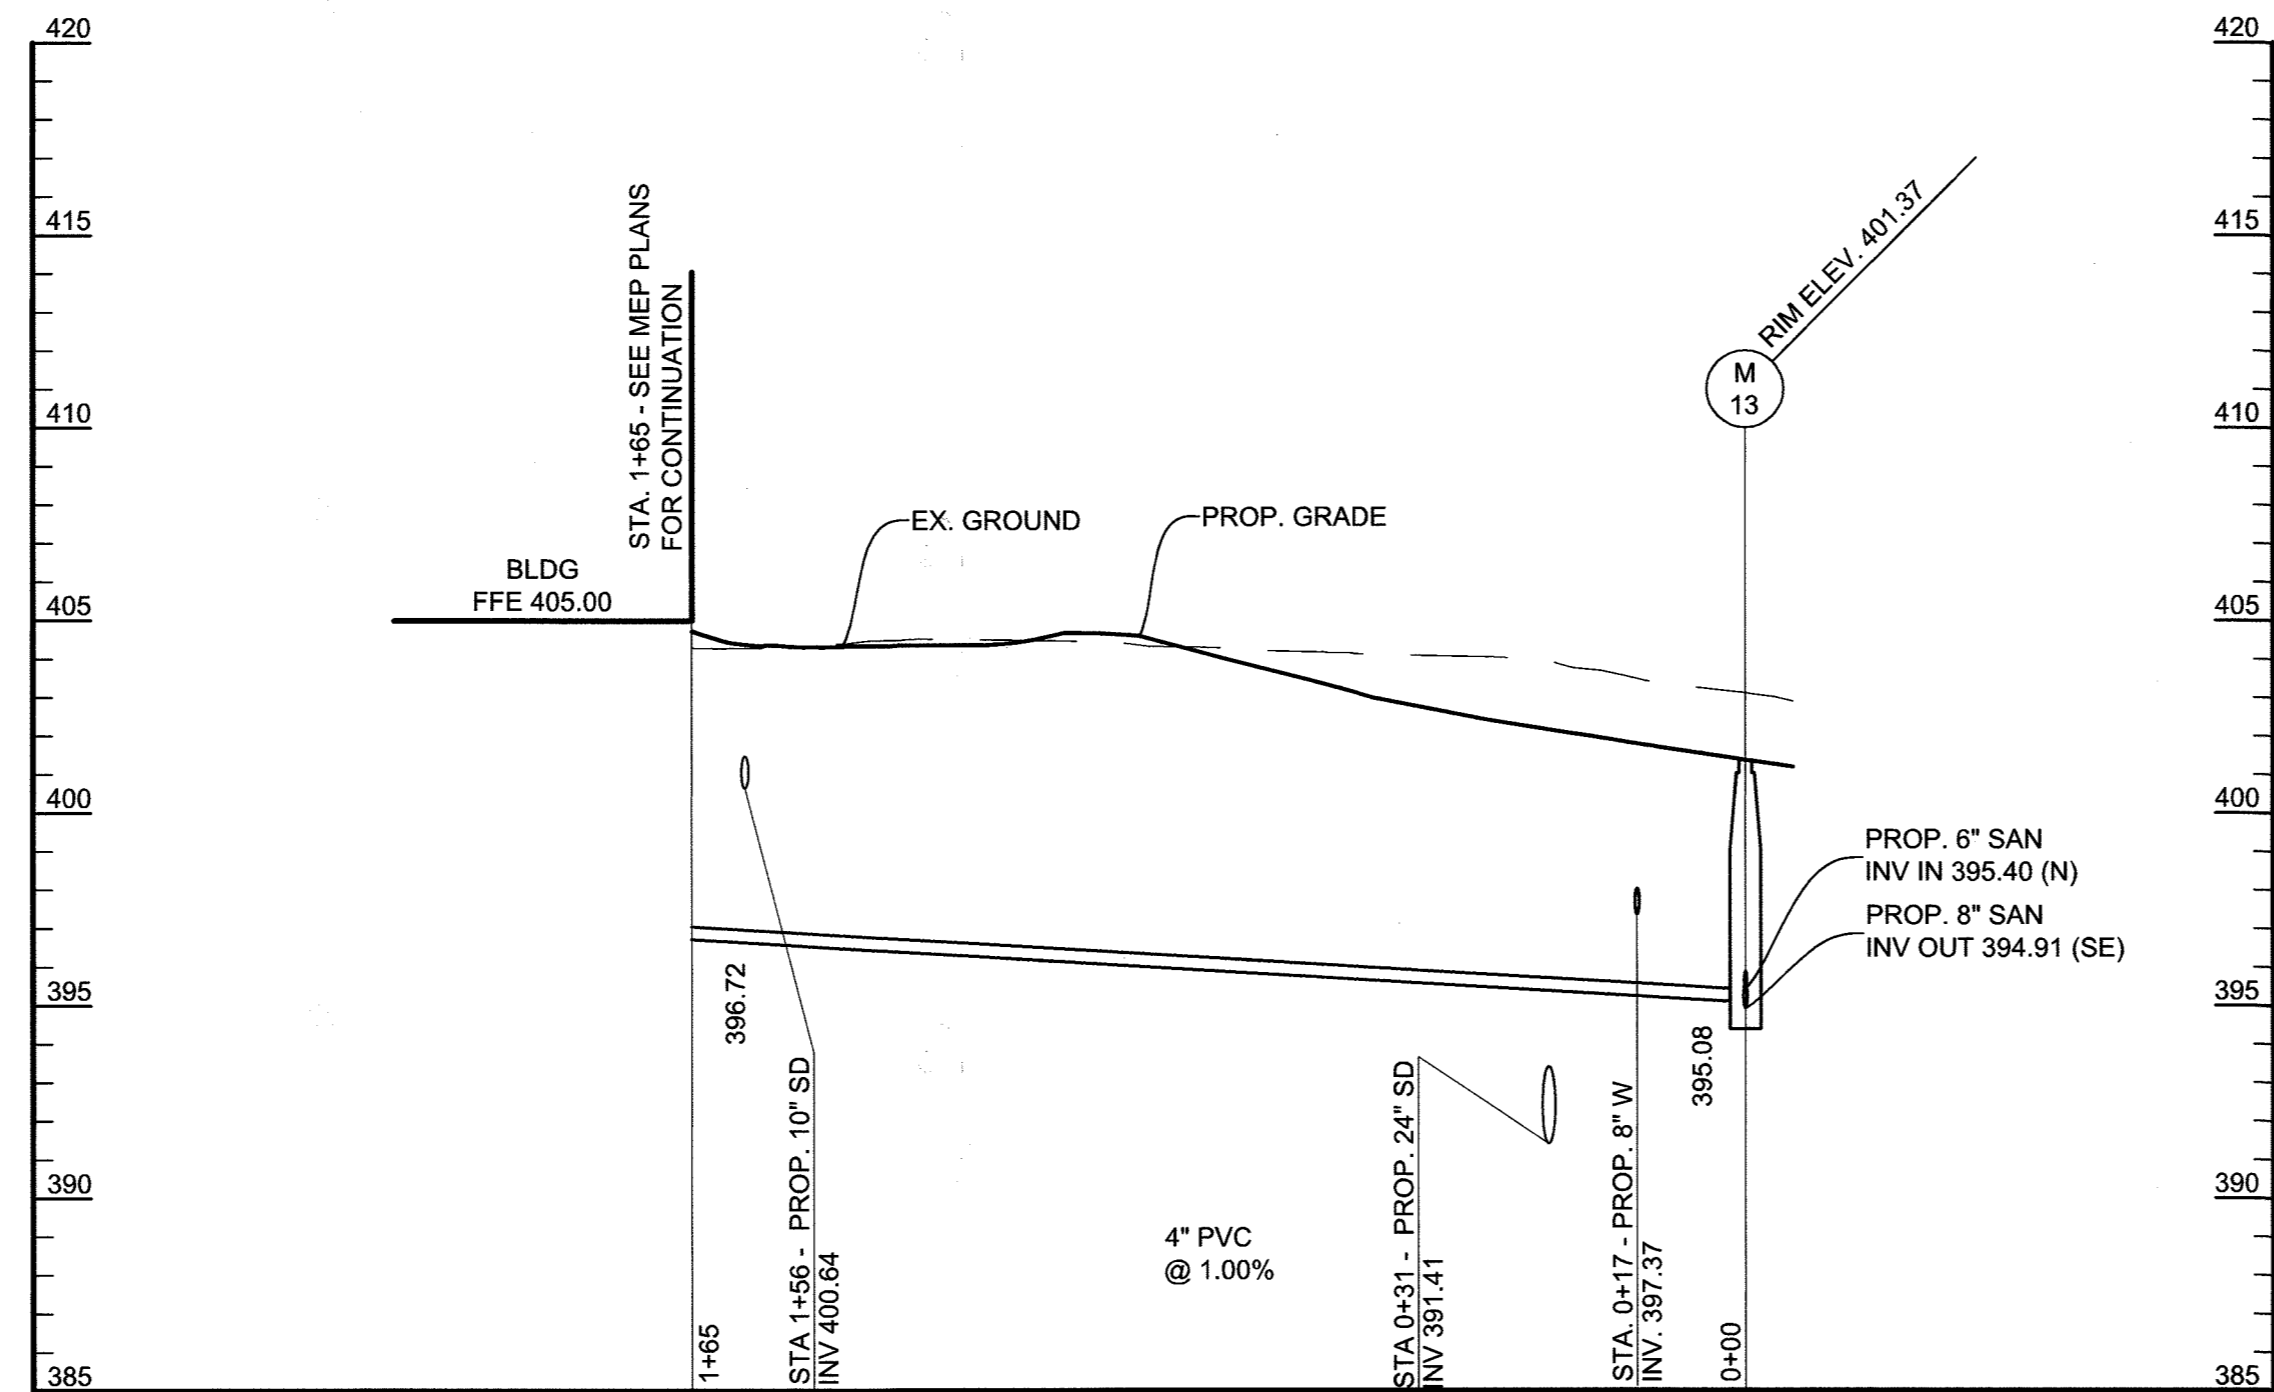 420
420
415
415
410
410
405
405
400
400
395
395
390
390
385
385
STA. 1+65 - SEE MEP PLANS
FOR CONTINUATION
RIM ELEV. 401.37
M
13
BLDG
FFE 405.00
EX. GROUND
PROP. GRADE
PROP. 6" SAN
INV IN 395.40 (N)
PROP. 8" SAN
INV OUT 394.91 (SE)
396.72
395.08
1+65
STA 1+56 - PROP. 10" SD
INV 400.64
4" PVC
@ 1.00%
STA 0+31 - PROP. 24" SD
INV 391.41
STA. 0+17 - PROP. 8" W
INV. 397.37
0+00